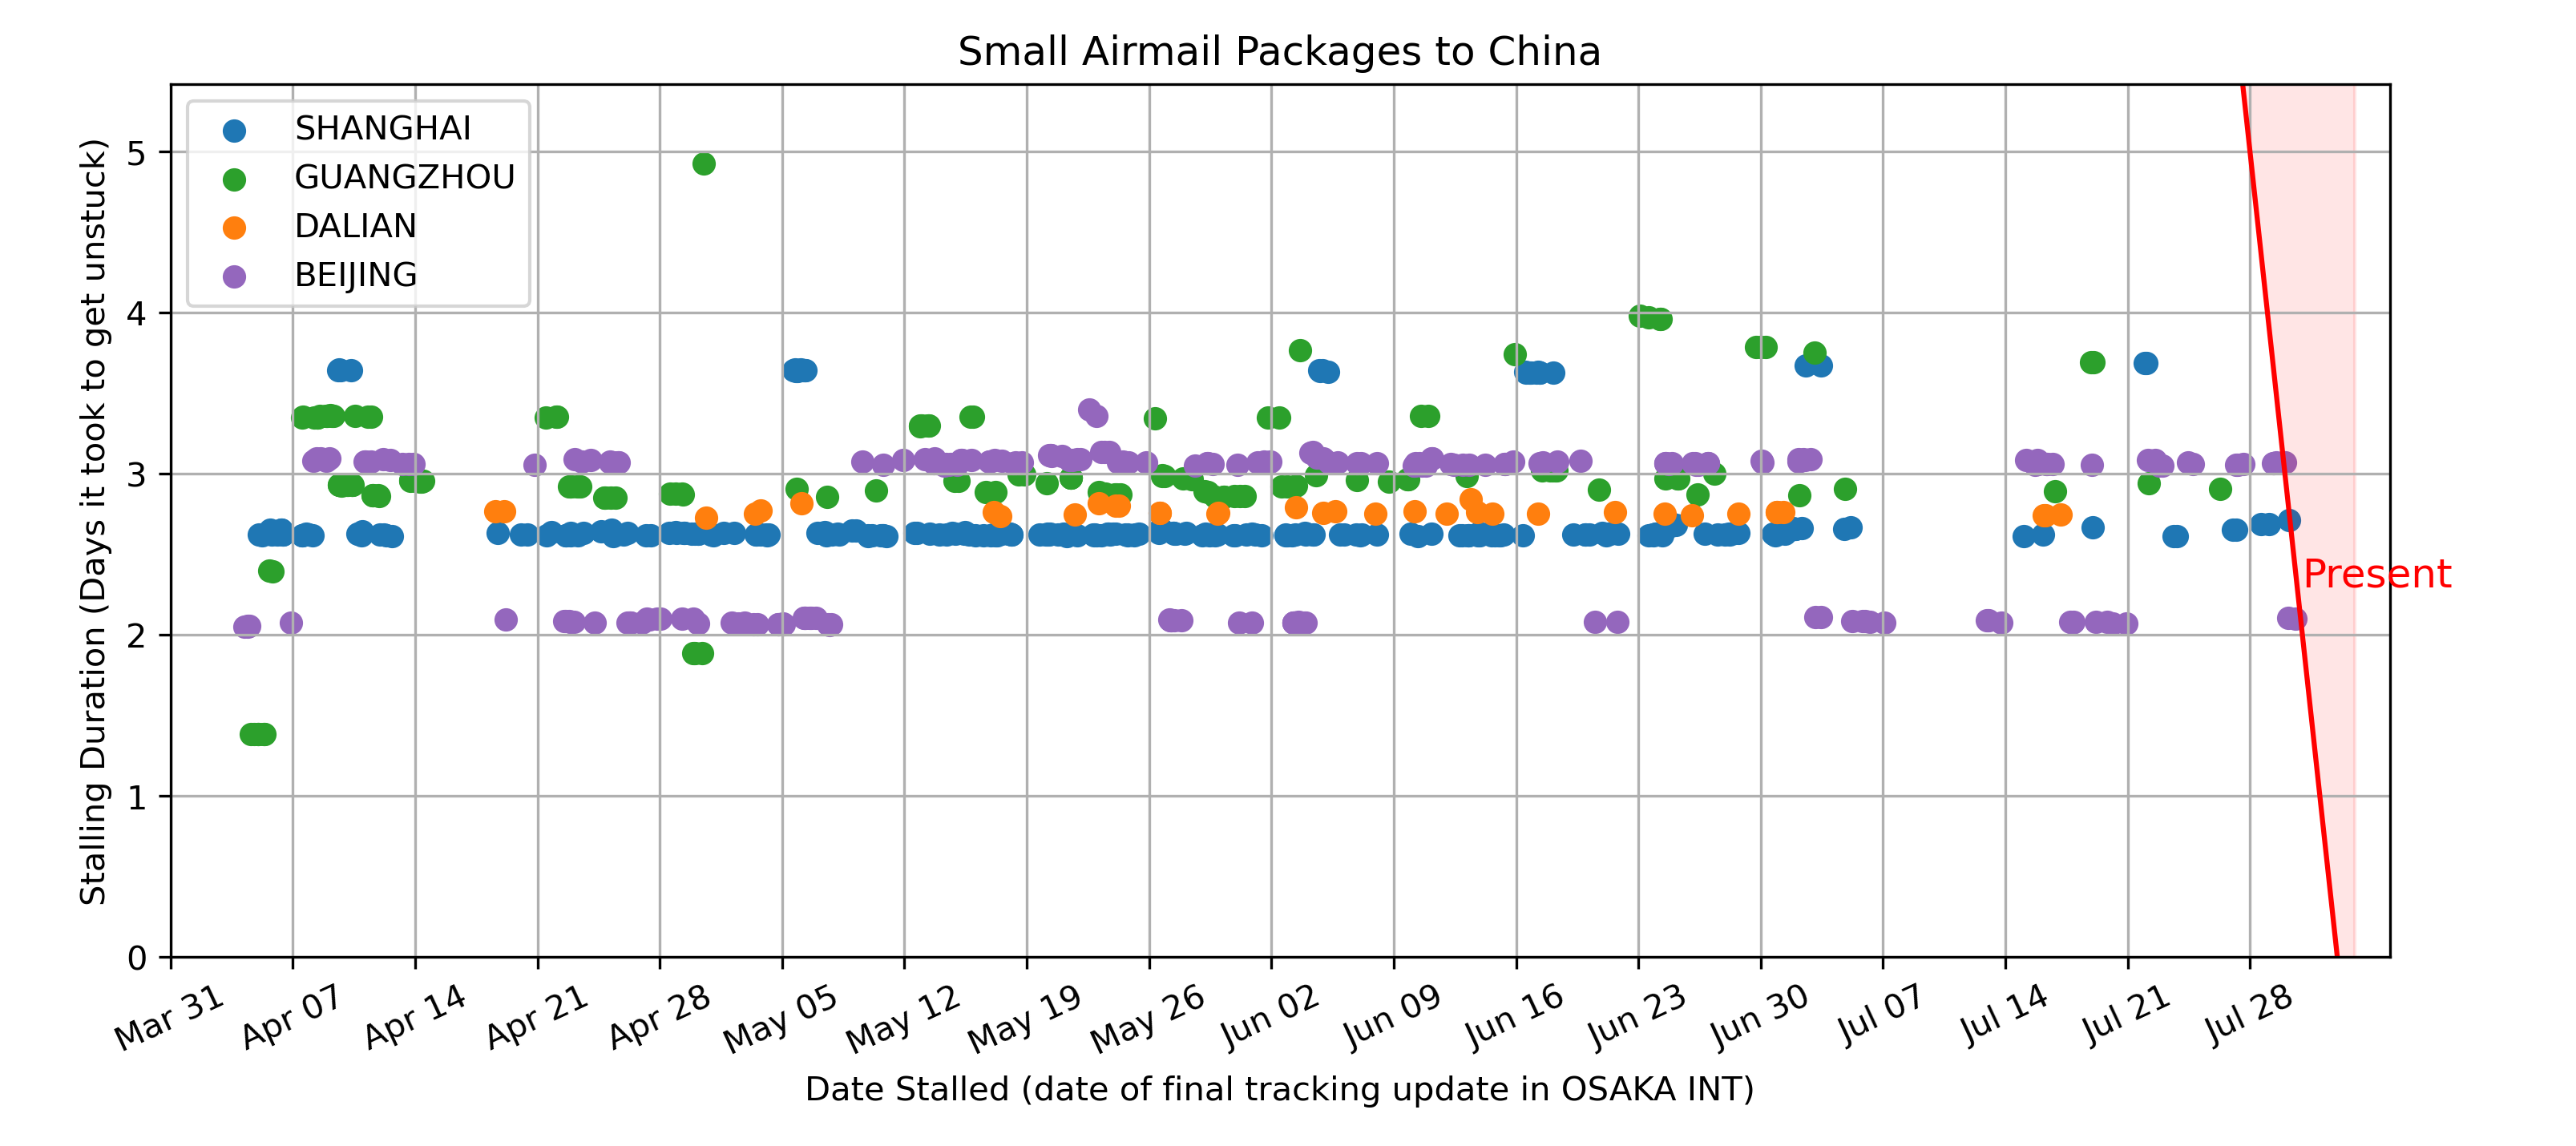 Small Airmail Packages to China
SHANGHAI
GUANGZHOU
DALIAN
BEIJING
Stalling Duration (Days it took to get unstuck)
5
4
3
2
1
0
Present
Mar 31
Apr 07
Apr 14
Apr 21
Apr 28
May 05
May 12
May 19
May 26
Jun 02
Jun 09
Jun 16
Jun 23
Jun 30
Jul 07
Jul 14
Jul 21
Jul 28
Date Stalled (date of final tracking update in OSAKA INT)